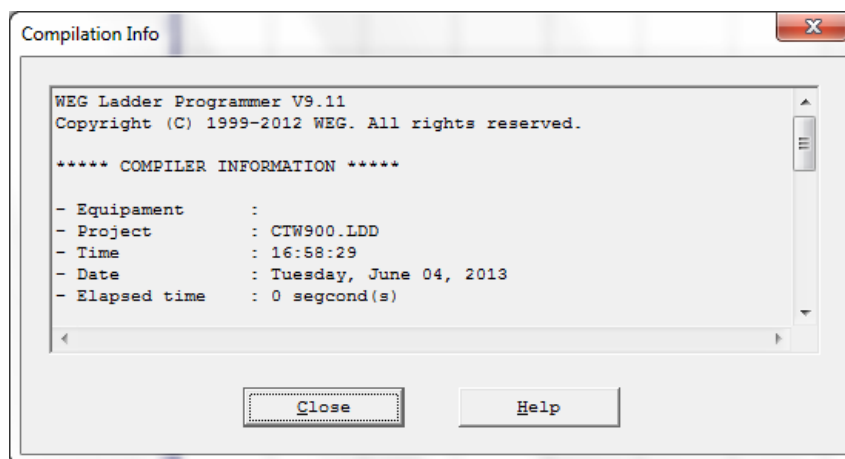 Compilation Info
WEG Ladder Programmer V9.11
Copyright (C) 1999-2012 WEG. All rights reserved.
***** COMPILER INFORMATION *****
- Equipament :
- Project : CTW900.LDD
- Time : 16:58:29
- Date : Tuesday, June 04, 2013
- Elapsed time : 0 segcond(s)
Close
Help